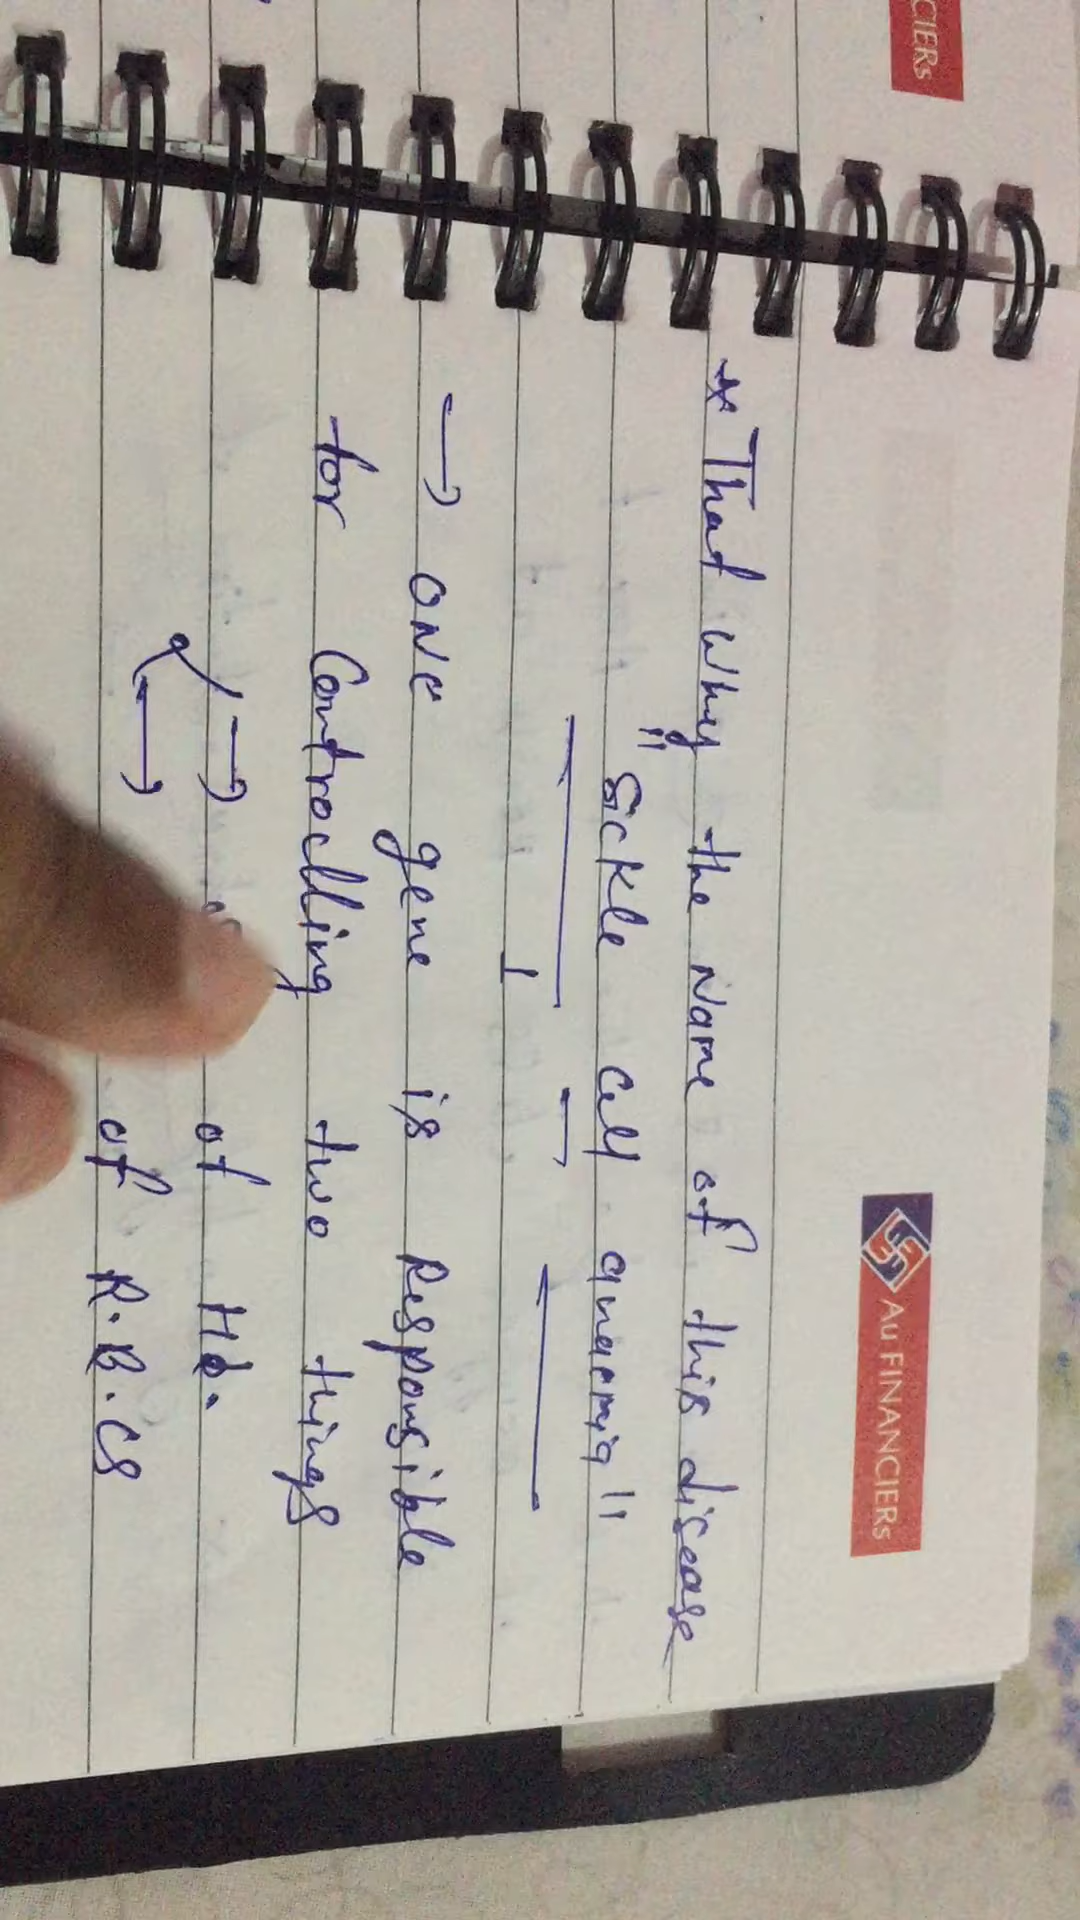 CIERs
Au FINANCIERs
* That Why the Name of this disease
"Sickle Cell anaemia"
→ ONE gene is Responsible
for Controlling two things
→ of Hb.
→ of R.B.CS